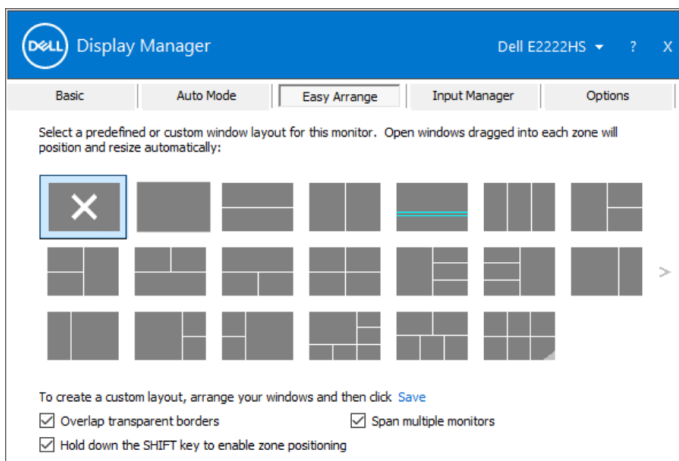 DELL Display Manager Dell E2222HS ? X
Basic Auto Mode Easy Arrange Input Manager Options
Select a predefined or custom window layout for this monitor. Open windows dragged into each zone will
position and resize automatically:
>
To create a custom layout, arrange your windows and then click Save
Overlap transparent borders Span multiple monitors
Hold down the SHIFT key to enable zone positioning